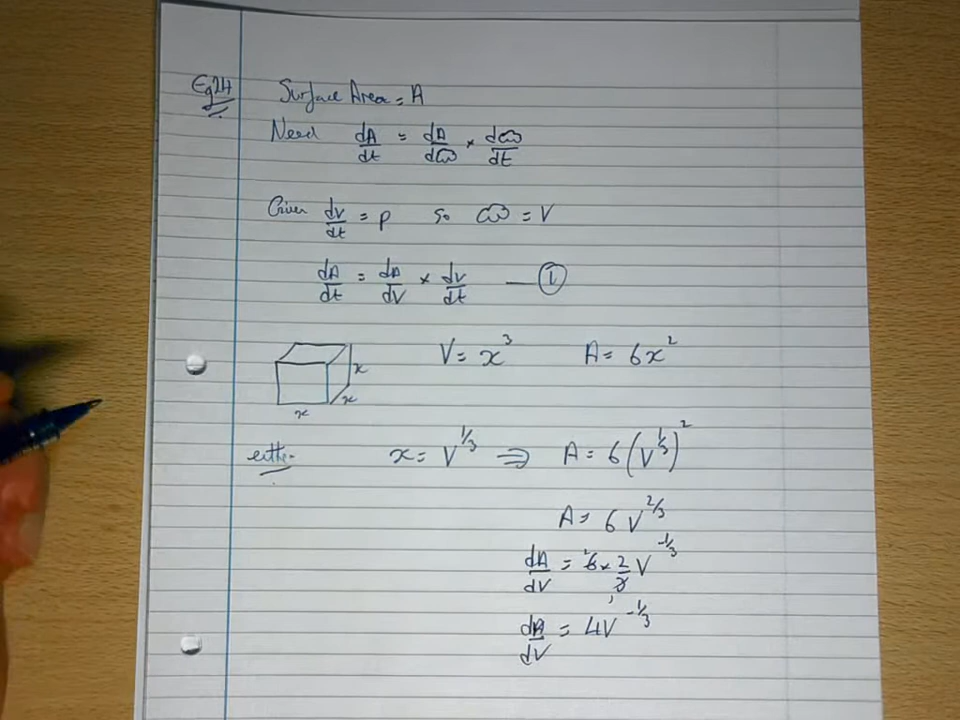 Eg 24 Surface Area = A
Need dA/dt = dA/d▢ × d▢/dt
Given dV/dt = p so ▢ = V
dA/dt = dA/dV × dV/dt — ①
V = x³ A = 6x²
x
x
x
either x = V^(1/3) ⇒ A = 6(V^(1/3))²
A = 6V^(2/3)
dA/dV = 6 × 2/3 V^(-1/3)
dA/dV = 4V^(-1/3)